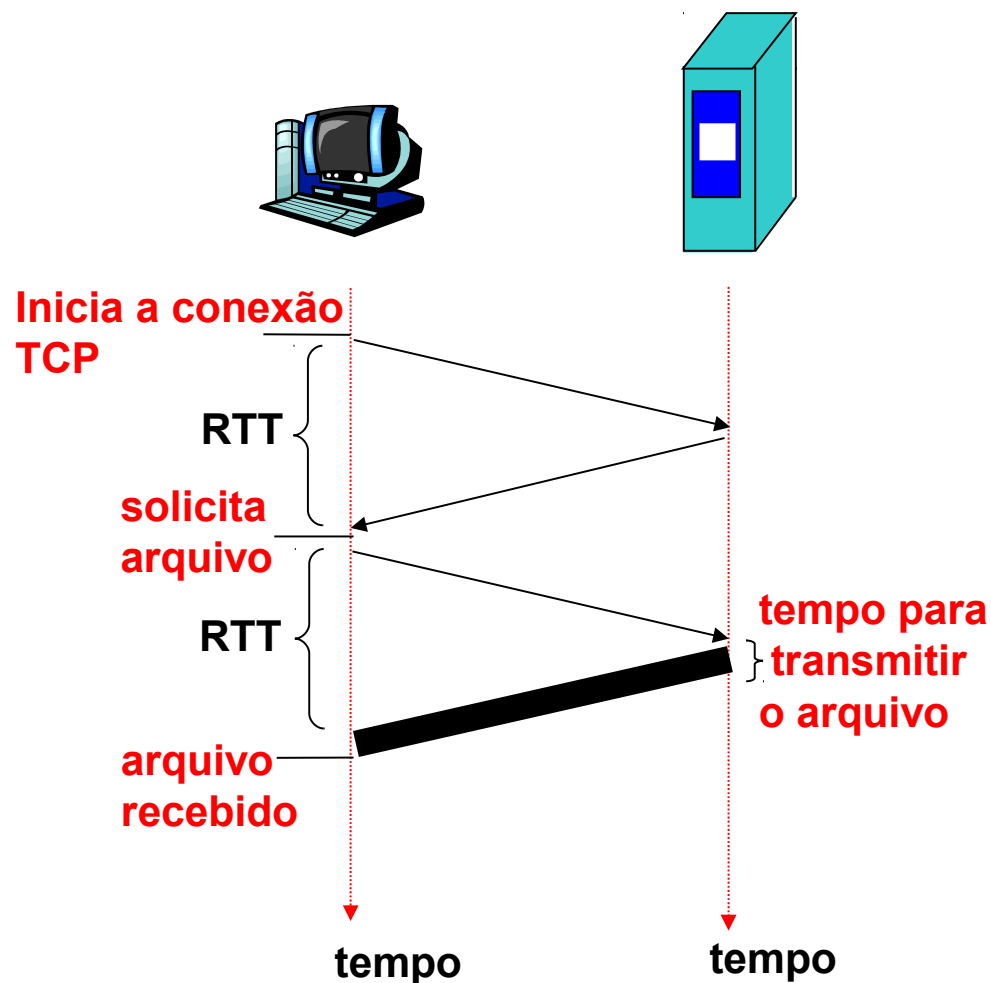 Inicia a conexão
TCP
RTT
solicita
arquivo
RTT
tempo para
transmitir
o arquivo
arquivo
recebido
tempo
tempo